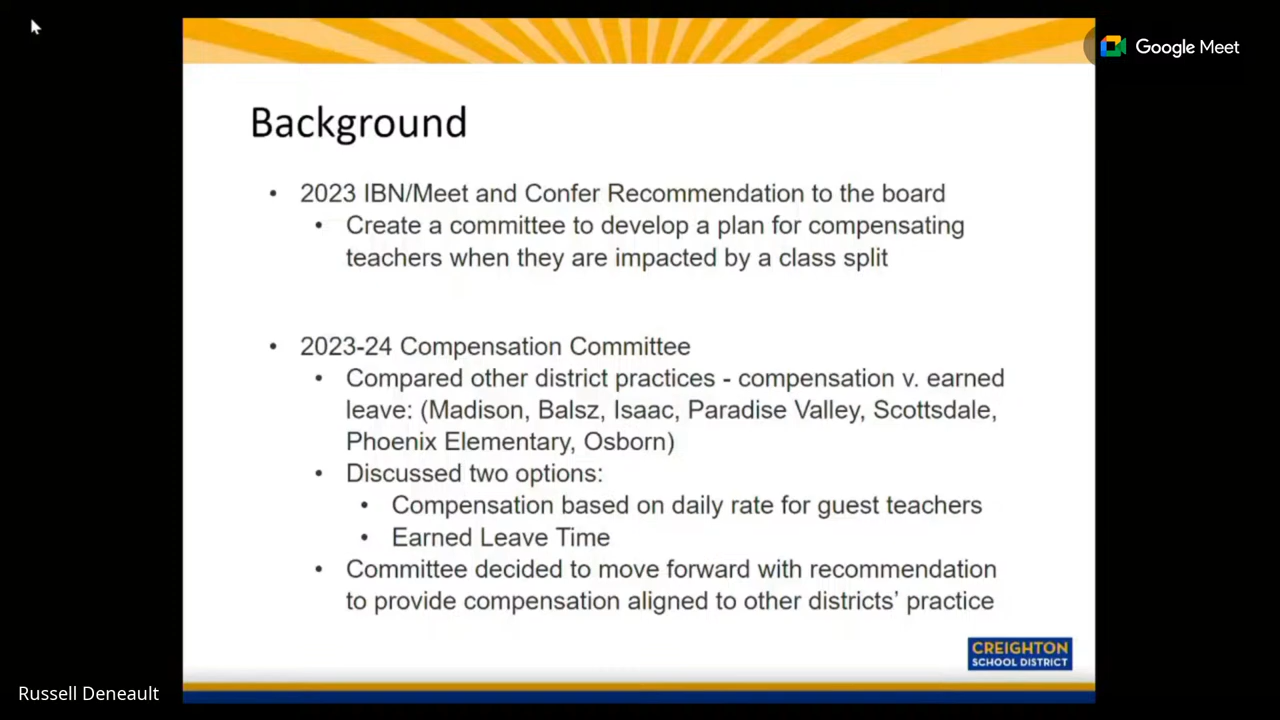 Google Meet
Background
• 2023 IBN/Meet and Confer Recommendation to the board
• Create a committee to develop a plan for compensating
teachers when they are impacted by a class split
• 2023-24 Compensation Committee
• Compared other district practices - compensation v. earned
leave: (Madison, Balsz, Isaac, Paradise Valley, Scottsdale,
Phoenix Elementary, Osborn)
• Discussed two options:
• Compensation based on daily rate for guest teachers
• Earned Leave Time
• Committee decided to move forward with recommendation
to provide compensation aligned to other districts’ practice
CREIGHTON
SCHOOL DISTRICT
Russell Deneault